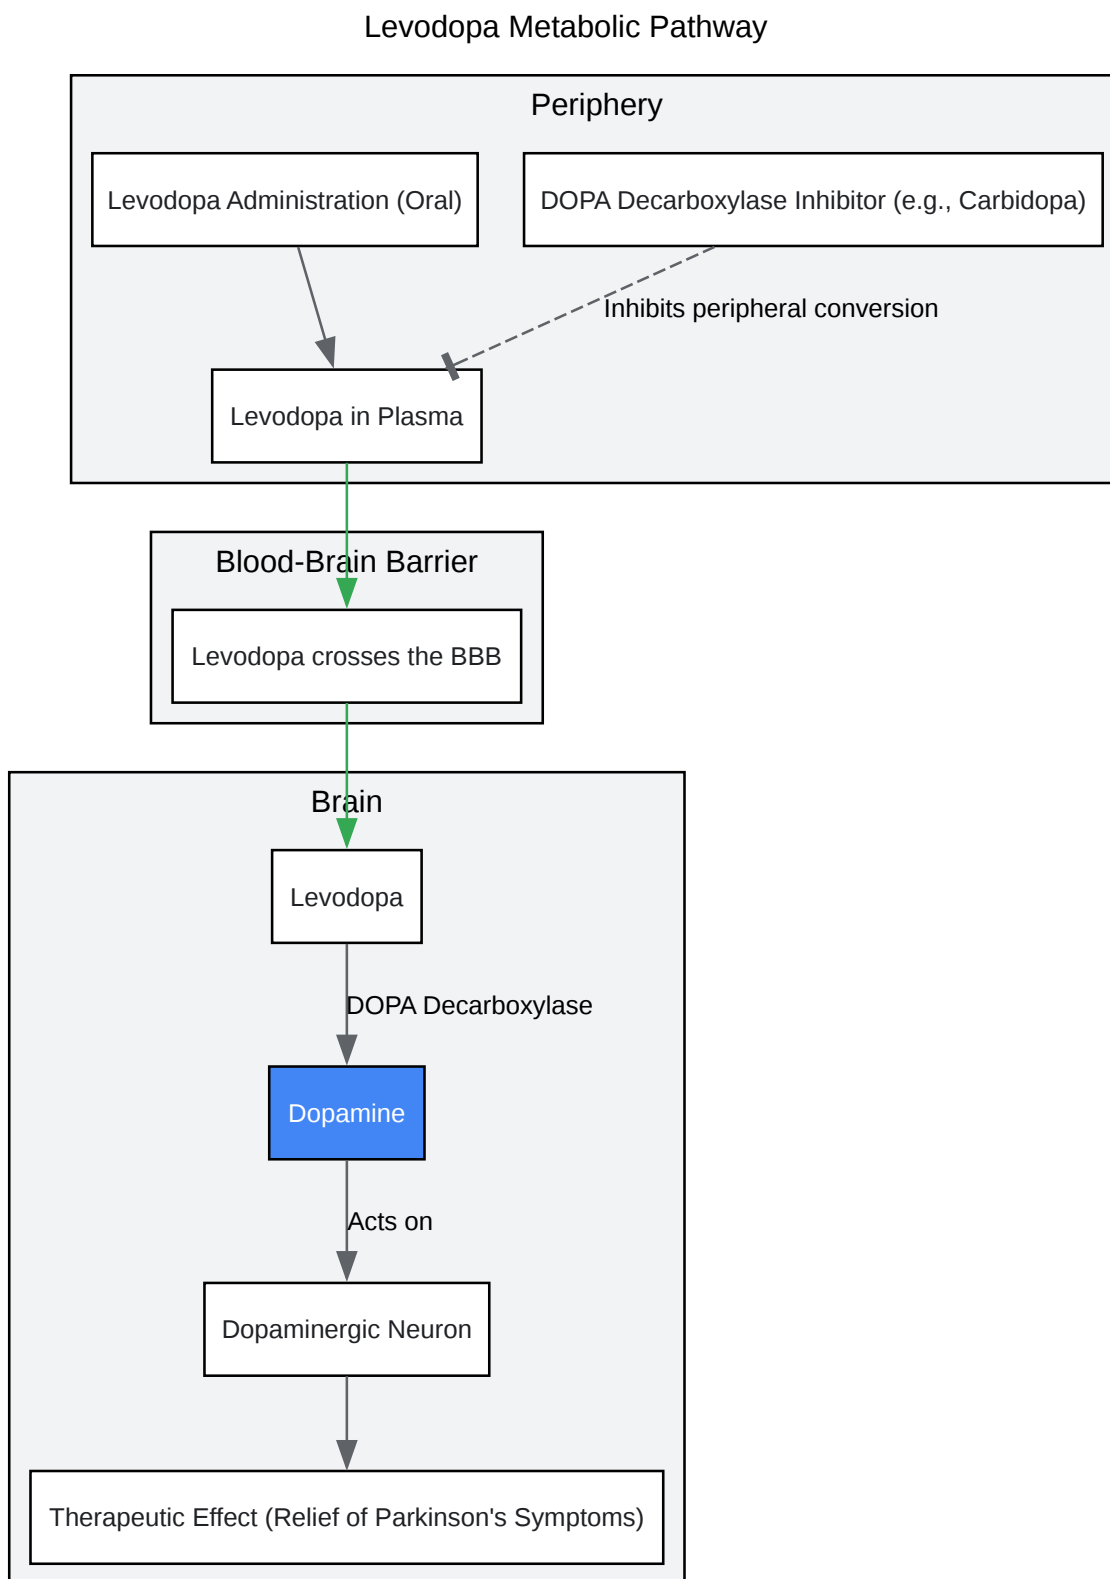 Levodopa Metabolic Pathway
Periphery
Levodopa Administration (Oral)
DOPA Decarboxylase Inhibitor (e.g., Carbidopa)
Inhibits peripheral conversion
Levodopa in Plasma
Blood-Brain Barrier
Levodopa crosses the BBB
Brain
Levodopa
DOPA Decarboxylase
Dopamine
Acts on
Dopaminergic Neuron
Therapeutic Effect (Relief of Parkinson's Symptoms)